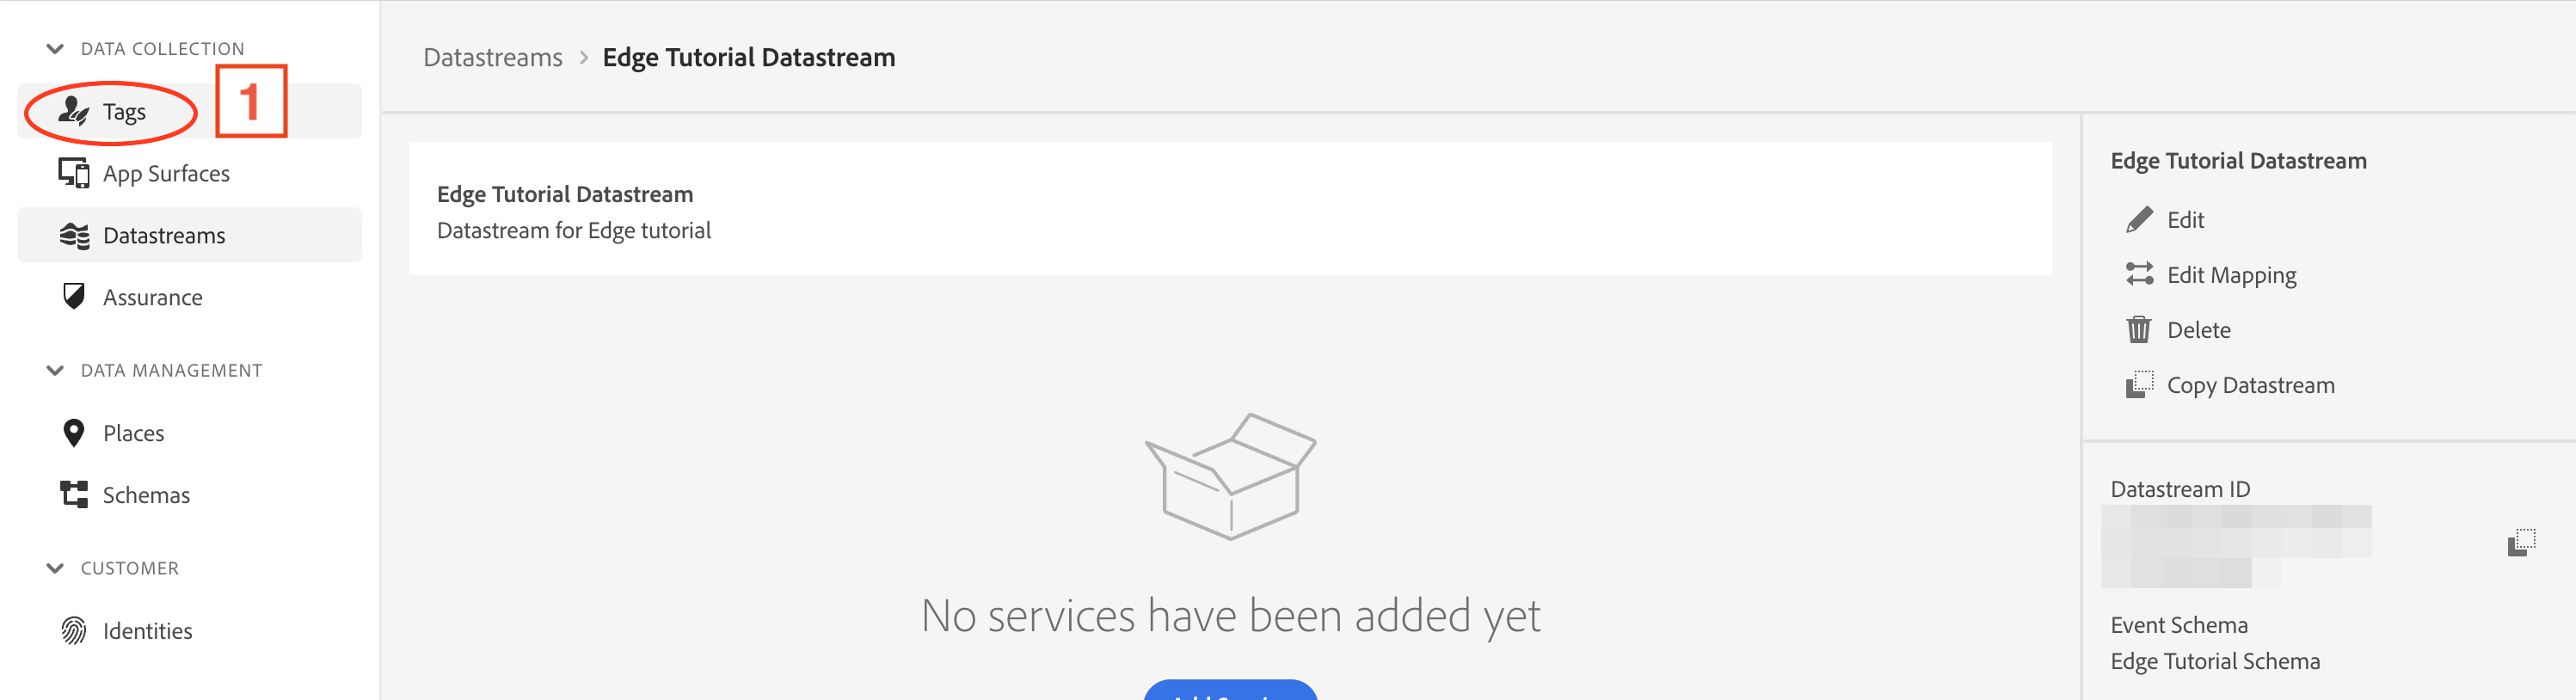 DATA COLLECTION
Tags
1
App Surfaces
Datastreams
Assurance
DATA MANAGEMENT
Places
Schemas
CUSTOMER
Identities
Datastreams > Edge Tutorial Datastream
Edge Tutorial Datastream
Datastream for Edge tutorial
No services have been added yet
Edge Tutorial Datastream
Edit
Edit Mapping
Delete
Copy Datastream
Datastream ID
Event Schema
Edge Tutorial Schema